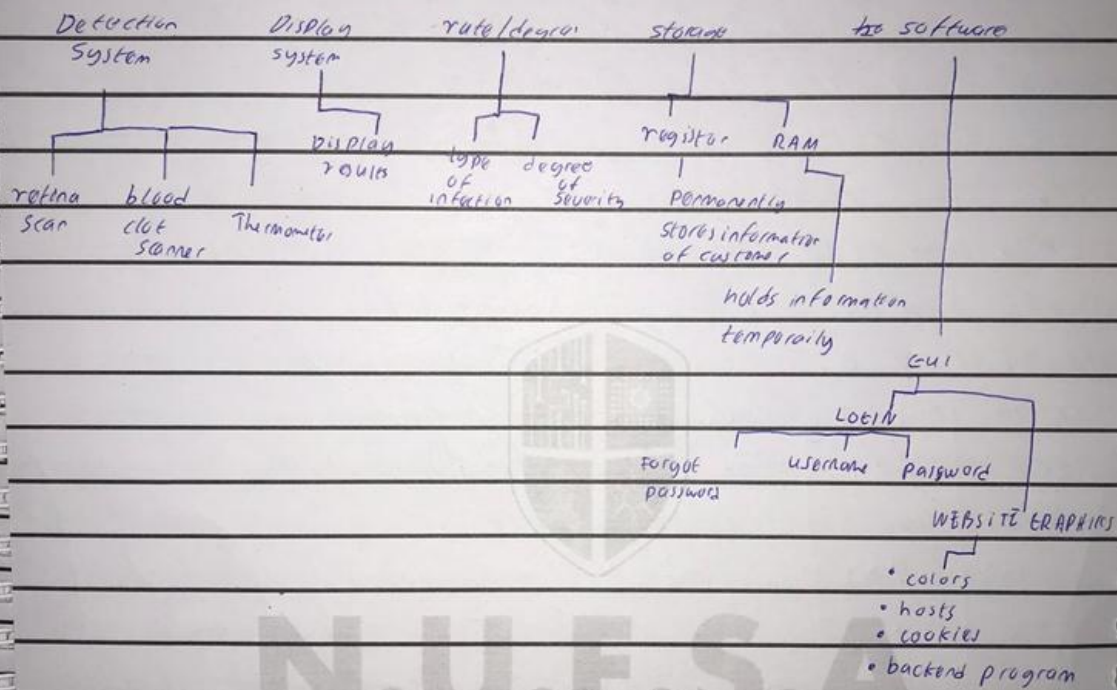 Detection Display rate/degree storage software
System system
register RAM
Display
results
type degree
of of
infection severity
retina blood
scan clot Thermometer
scanner
permanently
stores information
of customer
holds information
temporaily
GUI
LOGIN
Forgot username password
password
WEBSITE GRAPHICS
• colors
• hosts
• cookies
• backend program
N.U.E.S.A